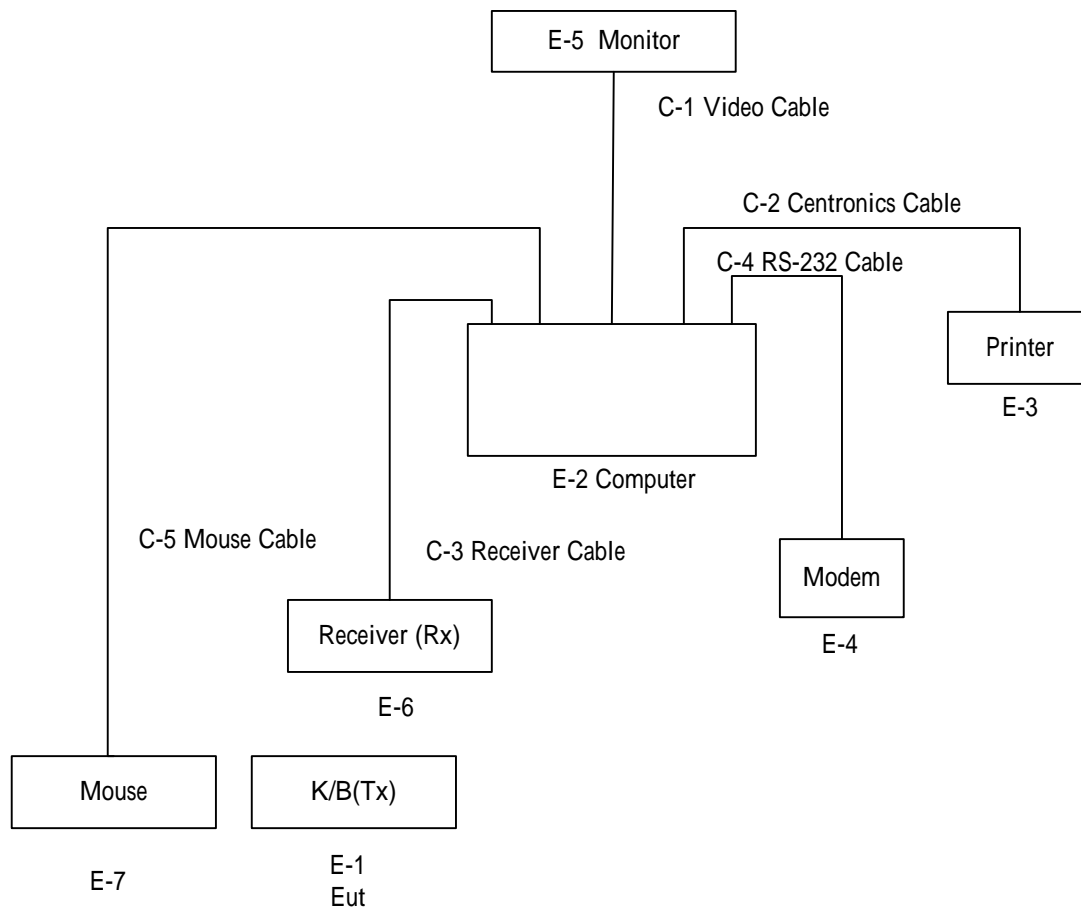 E-5 Monitor
C-1 Video Cable
C-2 Centronics Cable
C-4 RS-232 Cable
Printer
E-3
E-2 Computer
C-5 Mouse Cable
C-3 Receiver Cable
Modem
E-4
Receiver (Rx)
E-6
Mouse
K/B(Tx)
E-7
E-1
Eut